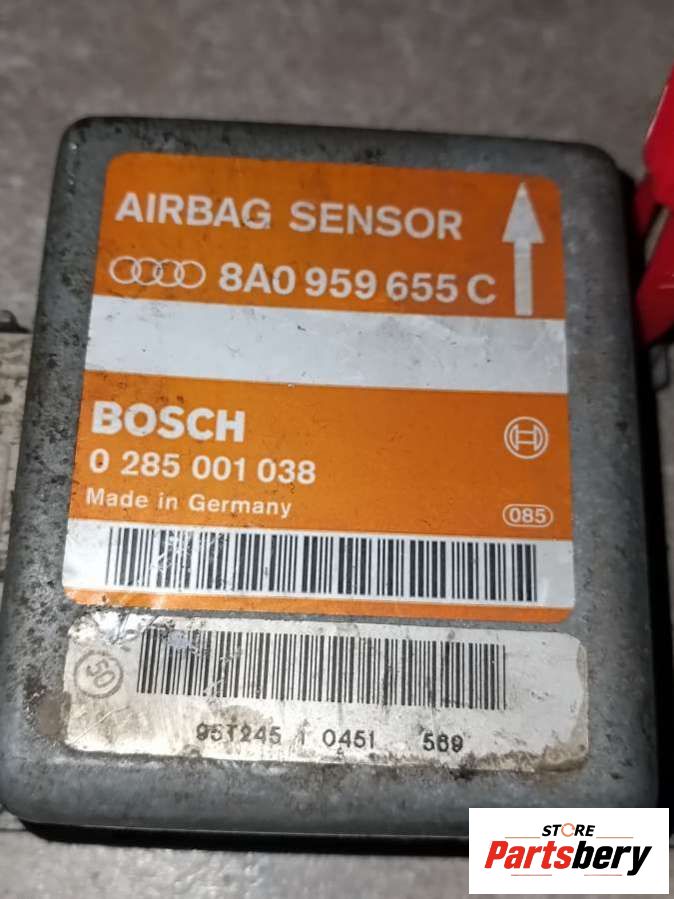 AIRBAG SENSOR
8A0 959 655 C
BOSCH
0 285 001 038
Made in Germany
085
50
95T245 1 0451 569
STORE
Partsbery